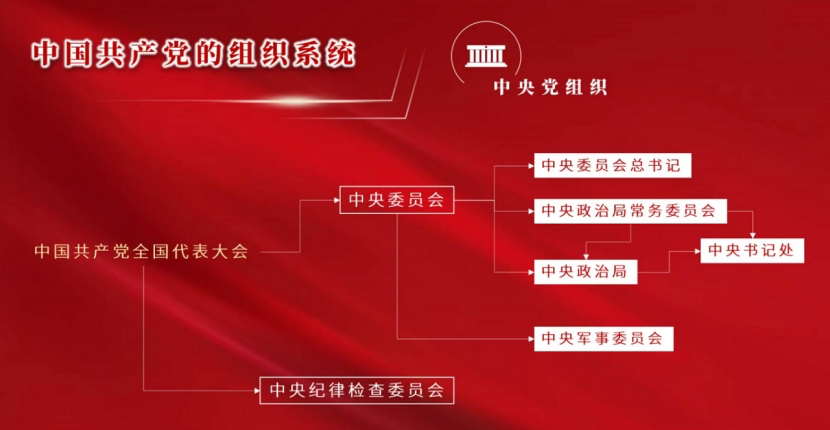 中国共产党的组织系统
中央党组织
中央委员会总书记
中央委员会
中央政治局常务委员会
中国共产党全国代表大会
中央书记处
中央政治局
中央军事委员会
中央纪律检查委员会